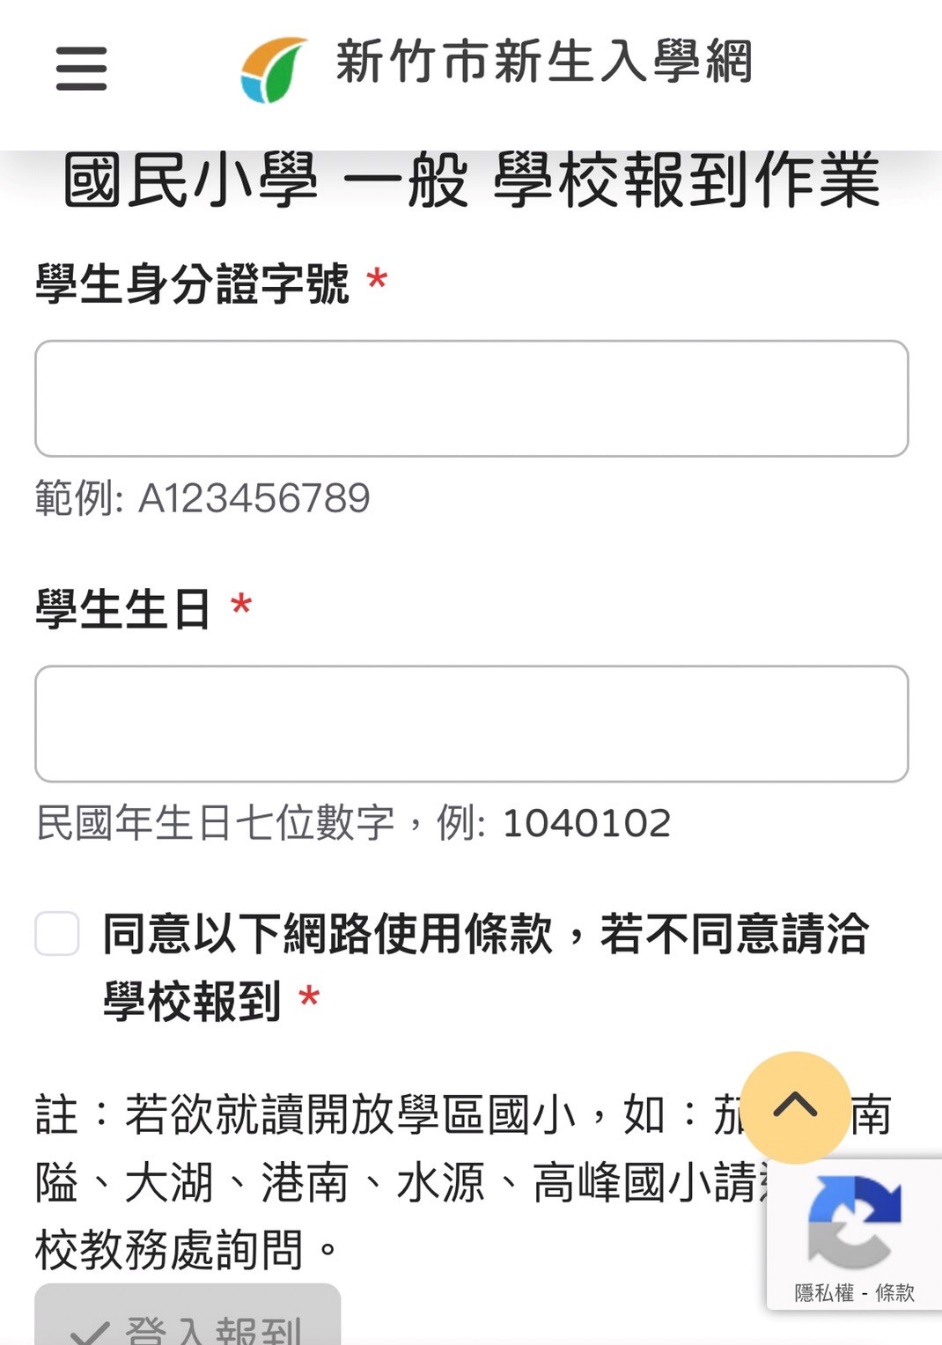 新竹市新生入學網
國民小學 一般 學校報到作業
學生身分證字號 *
範例: A123456789
學生生日 *
民國年生日七位數字，例: 1040102
同意以下網路使用條款，若不同意請洽
學校報到 *
註：若欲就讀開放學區國小，如：茄 南
隘、大湖、港南、水源、高峰國小請
校教務處詢問。
隱私權 - 條款
登入報到